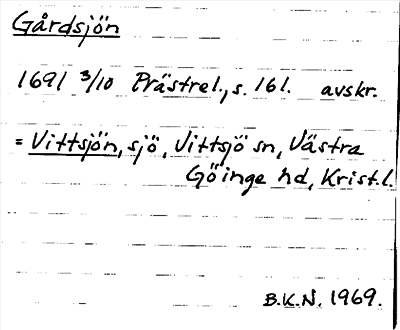 Gårdsjön
1691 3/10 Prästrel., s. 161. avskr.
= Vittsjön, sjö, Vittsjö sn, Västra
Göinge hd, Krist.l.
B.K.N. 1969.